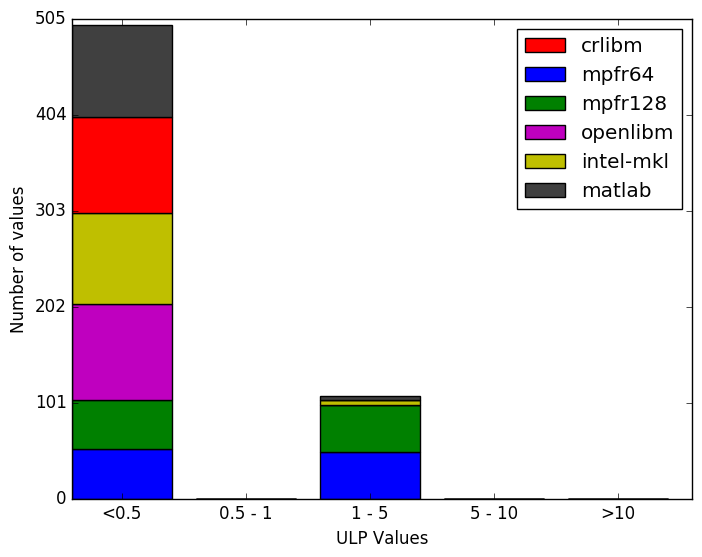 505
404
303
202
101
0
Number of values
crlibm
mpfr64
mpfr128
openlibm
intel-mkl
matlab
<0.5
0.5 - 1
1 - 5
5 - 10
>10
ULP Values